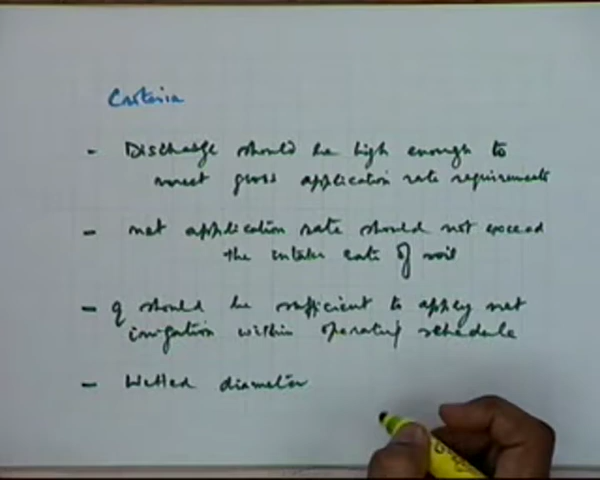 Criteria
- Discharge should be high enough to
meet gross application rate requirements
- net application rate should not exceed
the intake rate of soil
- q should be sufficient to apply net
irrigation within operating schedule
- Wetted diameter